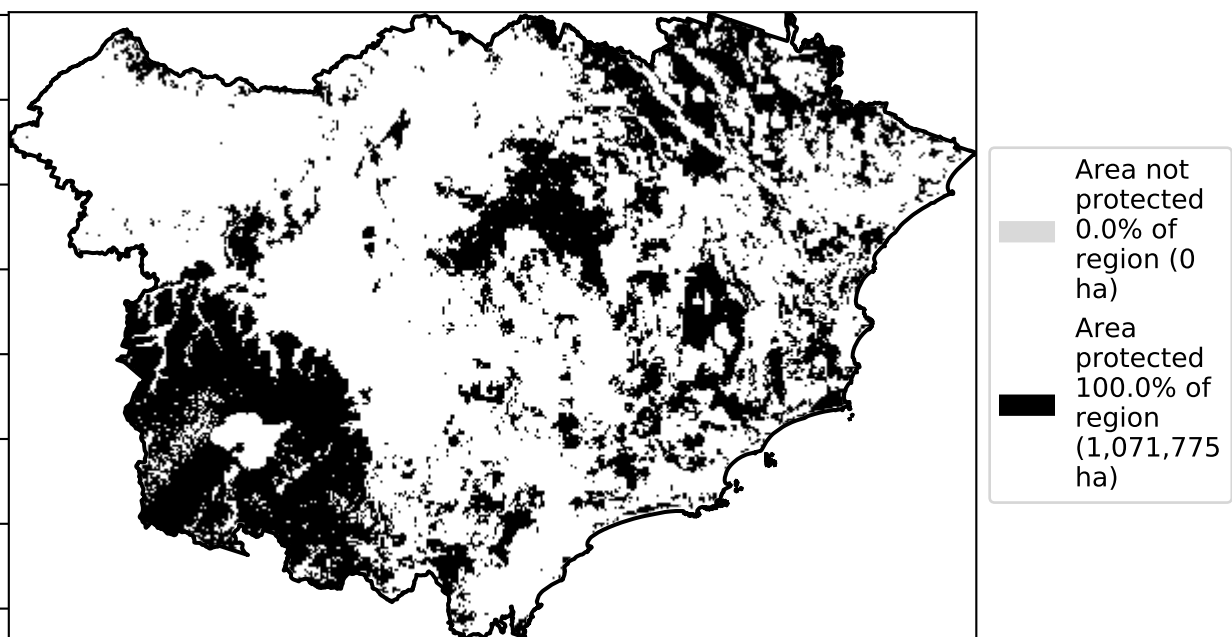 Area not
protected
0.0% of
region (0
ha)
Area
protected
100.0% of
region
(1,071,775
ha)